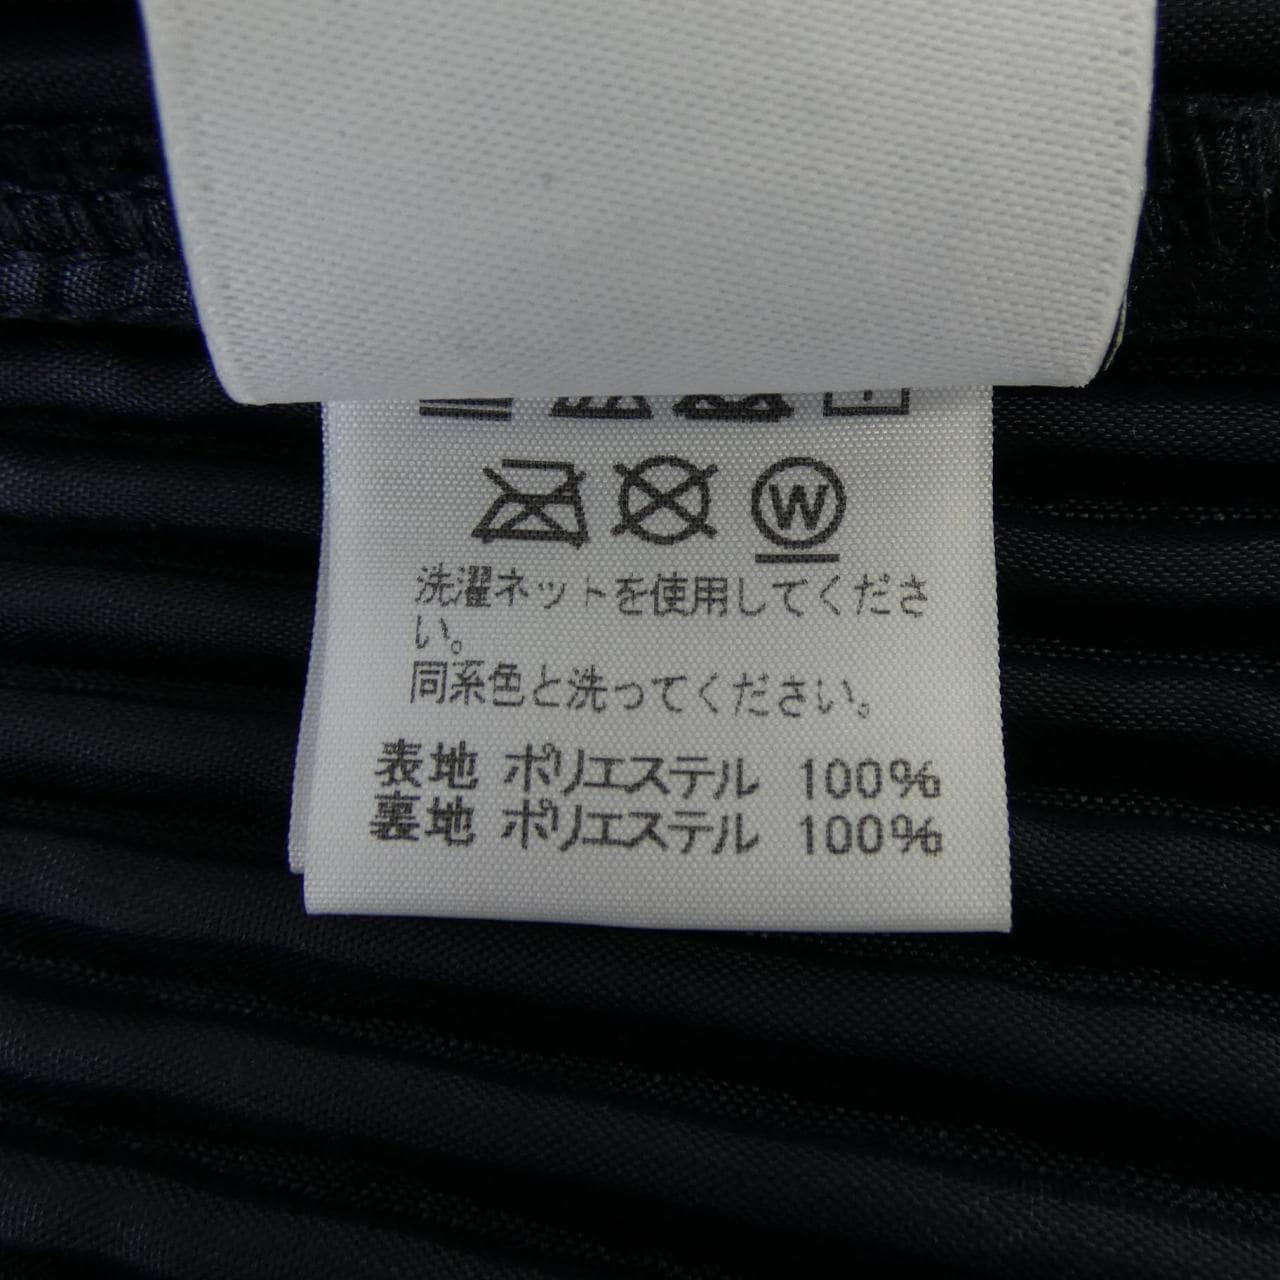 W
洗濯ネットを使用してくださ
い。
同系色と洗ってください。
表地 ポリエステル 100%
裏地 ポリエステル 100%